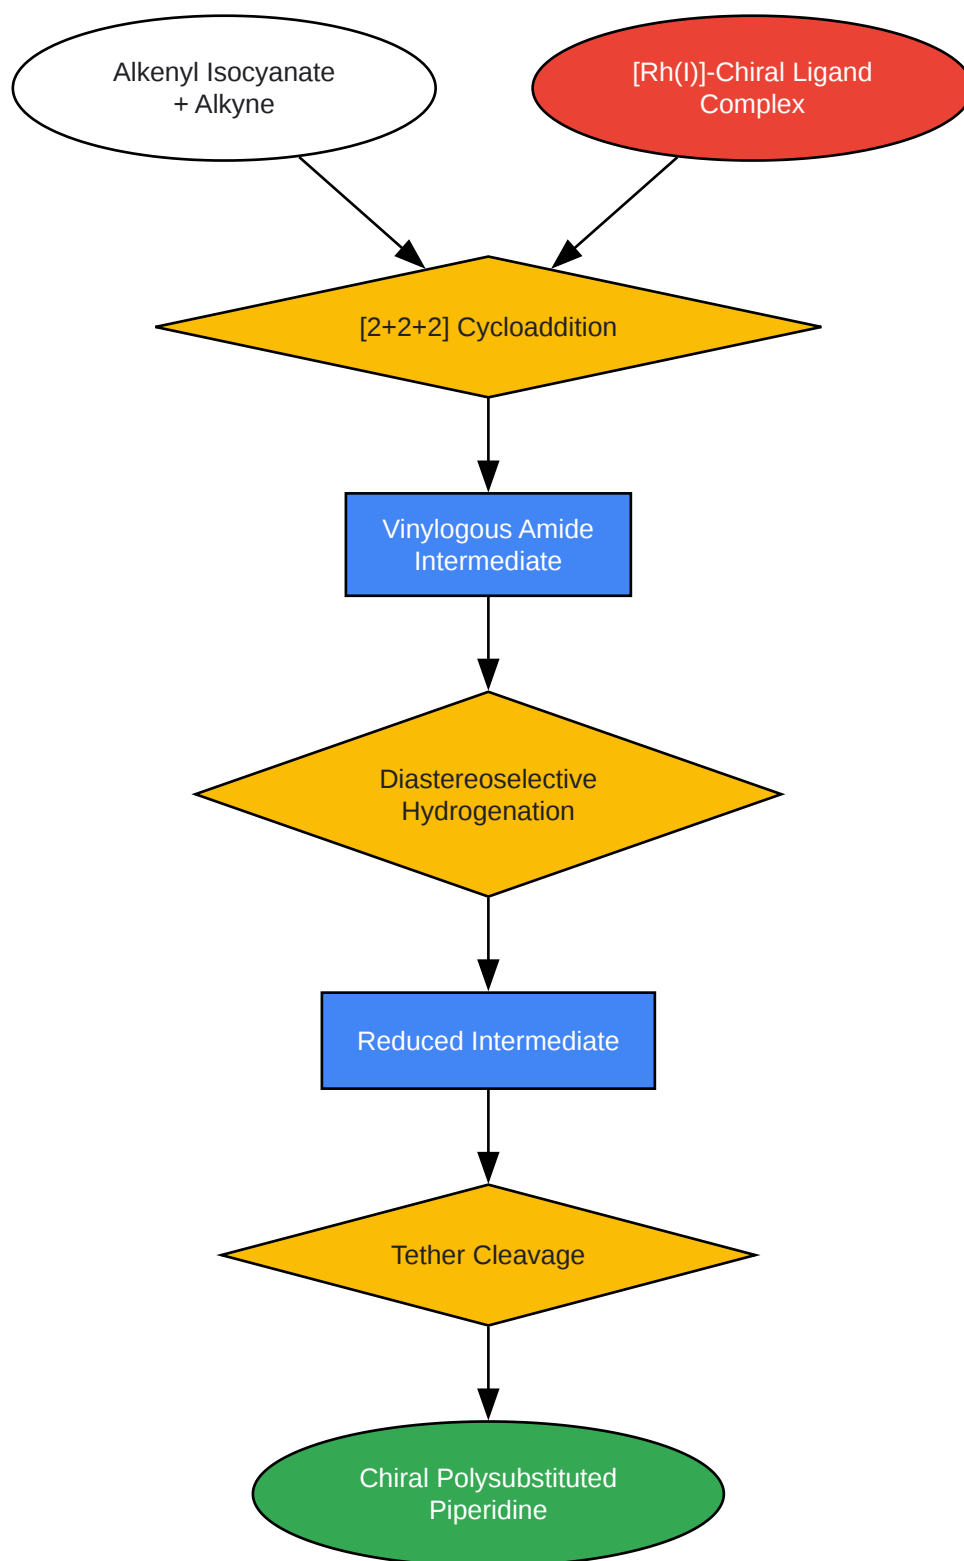 Alkenyl Isocyanate
+ Alkyne
[Rh(I)]-Chiral Ligand
Complex
[2+2+2] Cycloaddition
Vinylogous Amide
Intermediate
Diastereoselective
Hydrogenation
Reduced Intermediate
Tether Cleavage
Chiral Polysubstituted
Piperidine